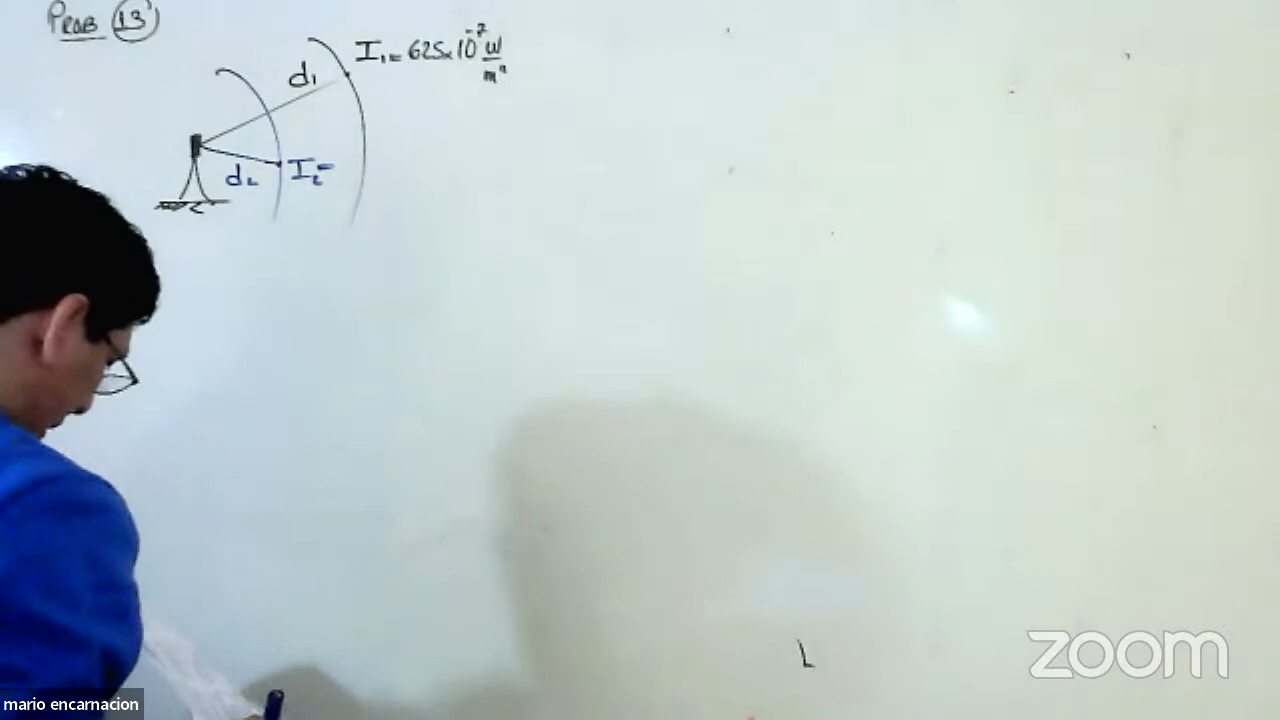 PROB 13
I₁ = 625x10⁻⁷ W/m²
d₁
d₂ I₂=
L
zoom
mario encarnacion